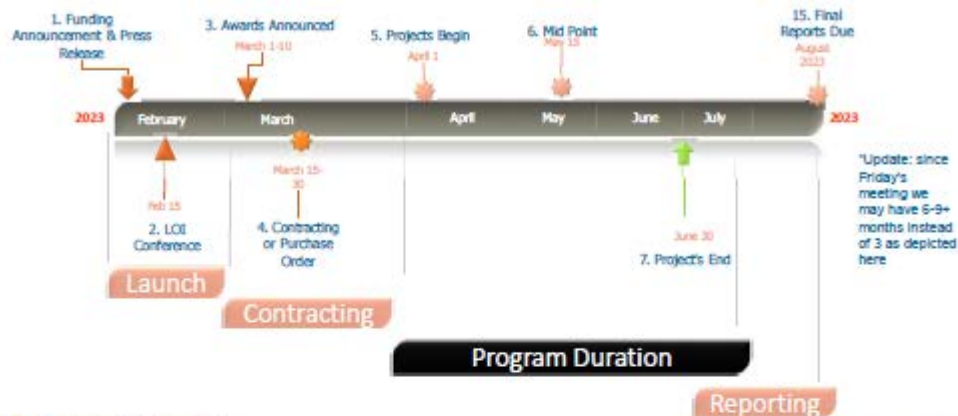 1. Funding
Announcement & Press
Release
3. Awards Announced
March 1-10
5. Projects Begin
April 1
6. Mid Point
May 15
15. Final
Reports Due
August
2023
2023
February
March
April
May
June
July
2023
Feb 15
2. LOI
Conference
March 15-
30
4. Contracting
or Purchase
Order
June 30
7. Project's End
*Update: since
Friday's
meeting we
may have 6-9+
months instead
of 3 as depicted
here
Launch
Contracting
Program Duration
Reporting